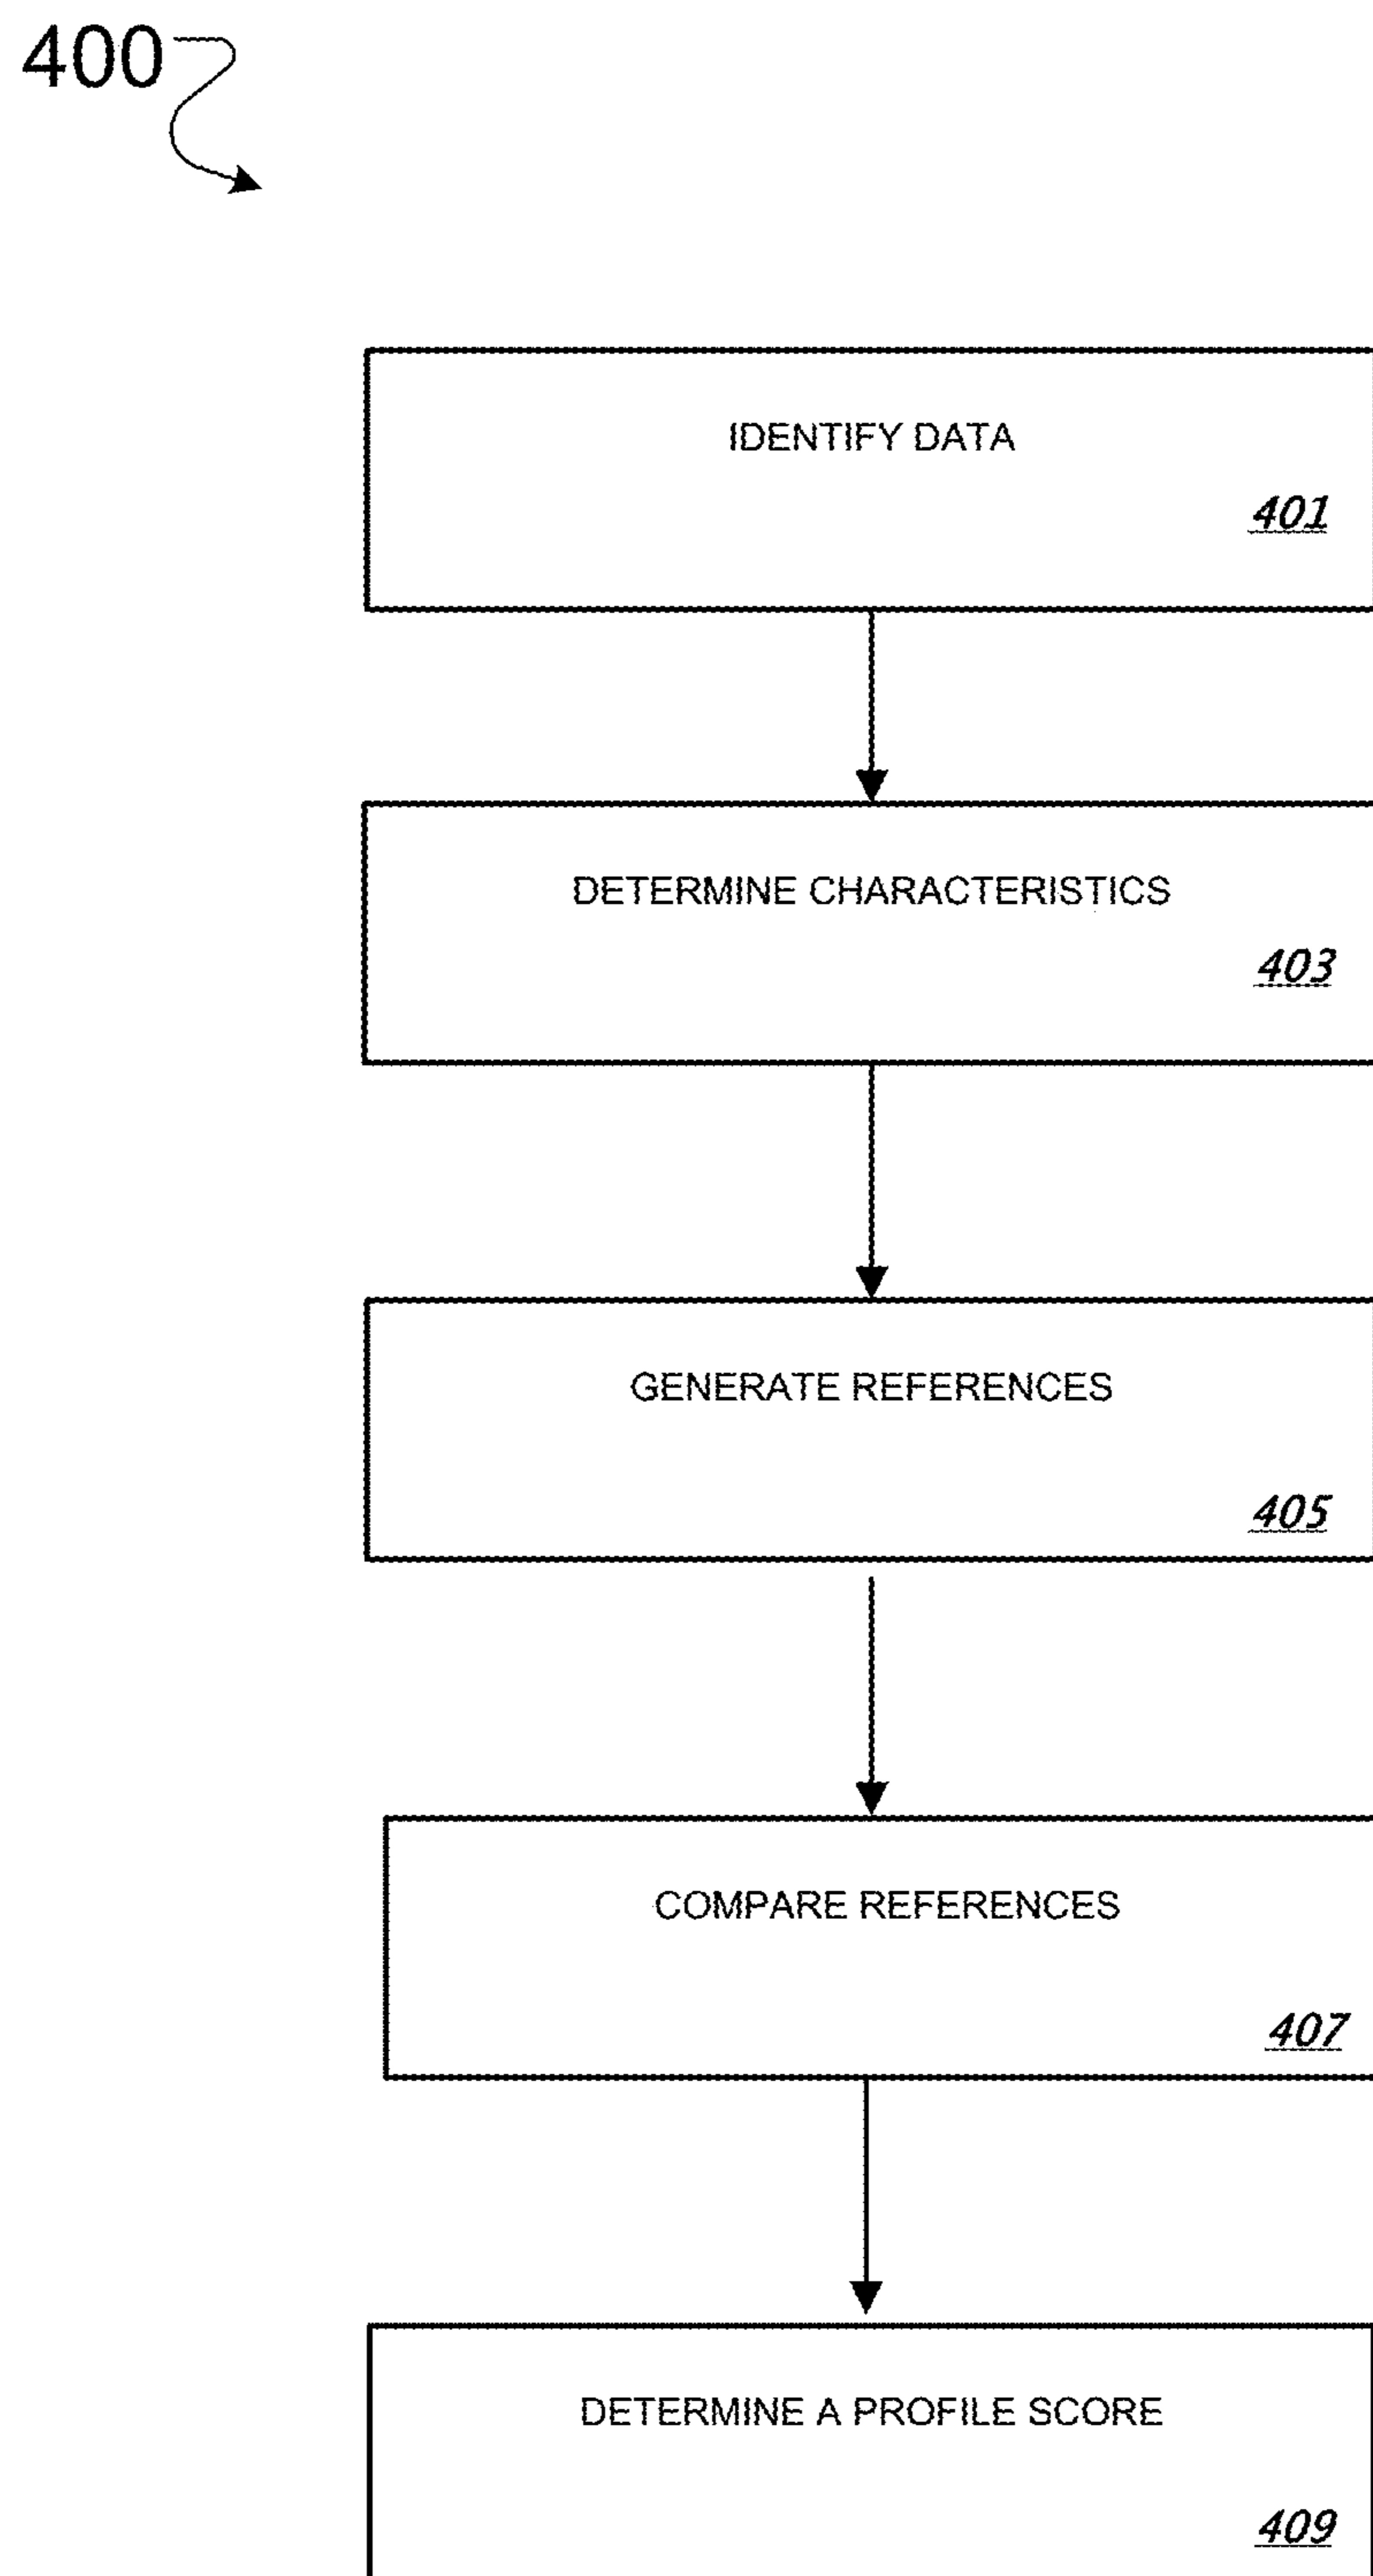 400
IDENTIFY DATA
401
DETERMINE CHARACTERISTICS
403
GENERATE REFERENCES
405
COMPARE REFERENCES
407
DETERMINE A PROFILE SCORE
409